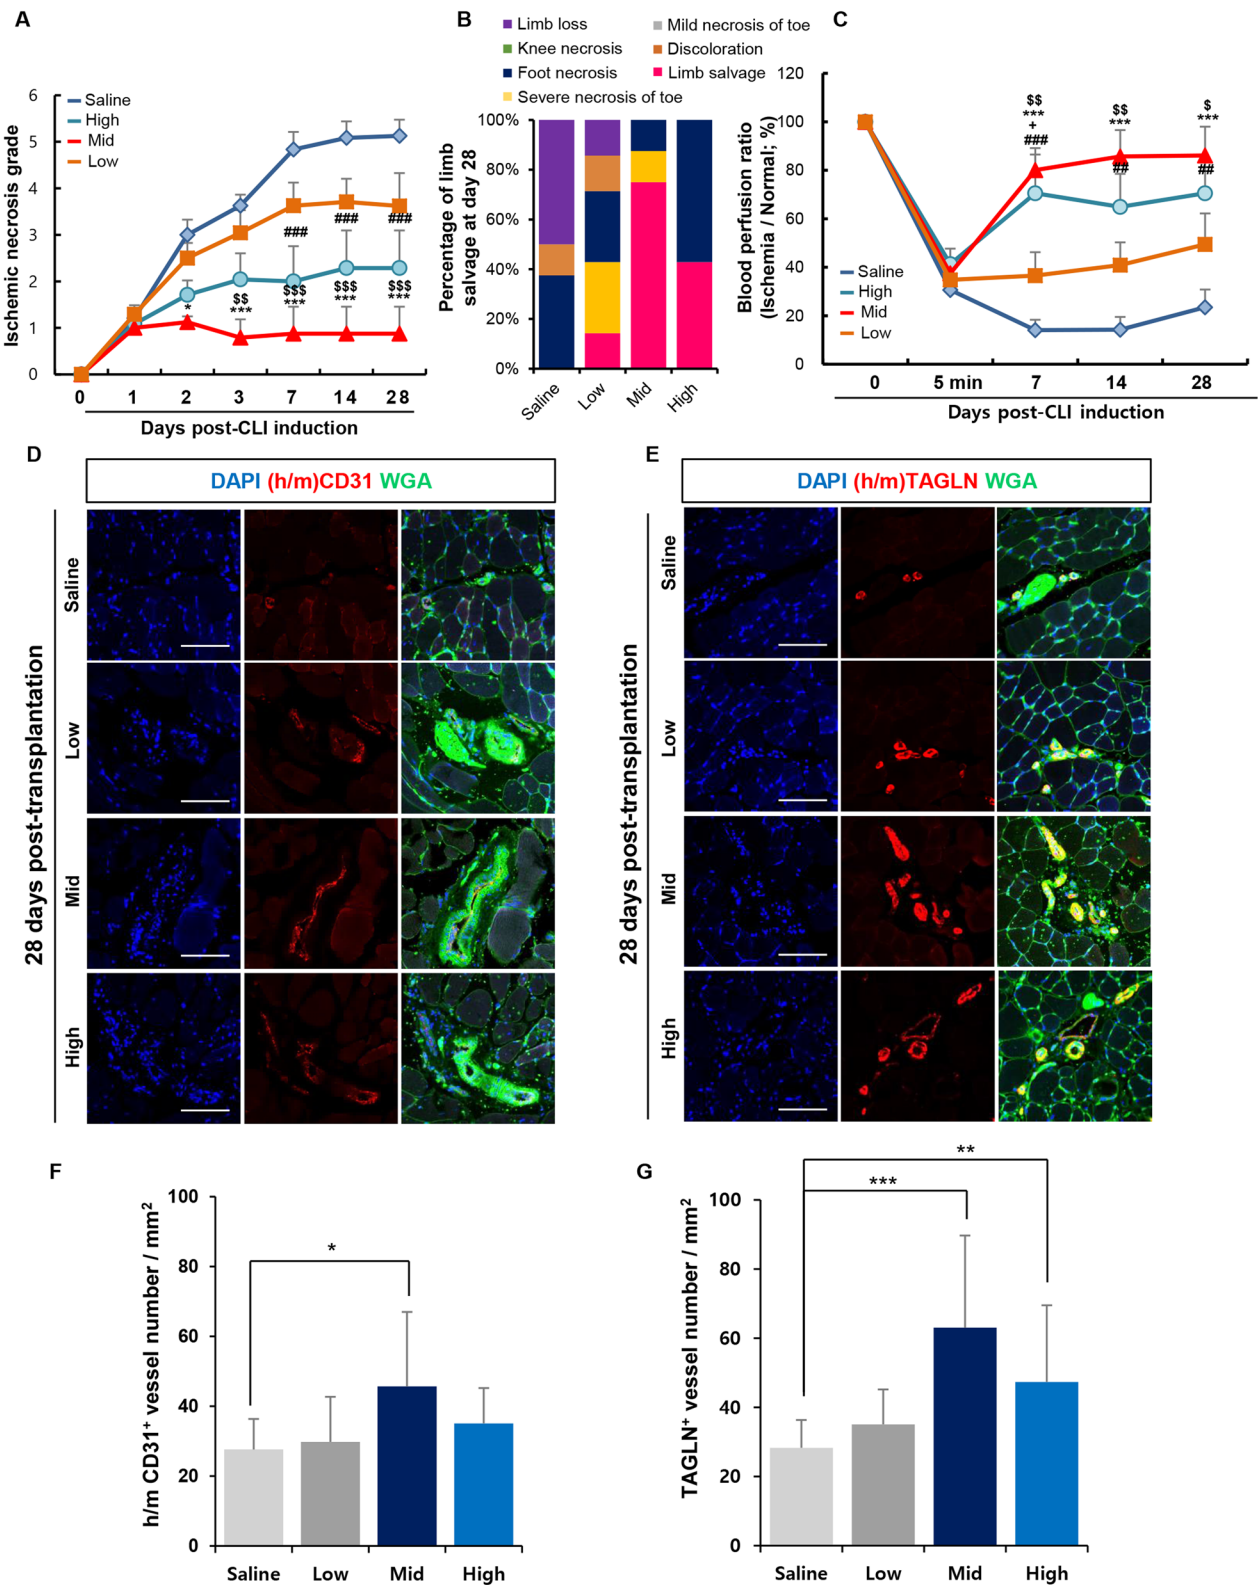 A
Ischemic necrosis grade
6
5
4
3
2
1
0
Saline
High
Mid
Low
###
###
###
*
$$
***
$$$
***
$$$
***
$$$
***
0
1
2
3
7
14
28
Days post-CLI induction
B
Limb loss
Knee necrosis
Foot necrosis
Severe necrosis of toe
Mild necrosis of toe
Discoloration
Limb salvage
Percentage of limb
salvage at day 28
100%
80%
60%
40%
20%
0%
Saline
Low
Mid
High
C
Blood perfusion ratio
(Ischemia / Normal; %)
120
100
80
60
40
20
0
$$
***
+
###
$$
***
##
$
***
##
Saline
High
Mid
Low
0
5 min
7
14
28
Days post-CLI induction
D
DAPI (h/m)CD31 WGA
28 days post-transplantation
Saline
Low
Mid
High
E
DAPI (h/m)TAGLN WGA
28 days post-transplantation
Saline
Low
Mid
High
F
h/m CD31+ vessel number / mm²
100
80
60
40
20
0
*
Saline
Low
Mid
High
G
TAGLN+ vessel number / mm²
100
80
60
40
20
0
**
***
Saline
Low
Mid
High